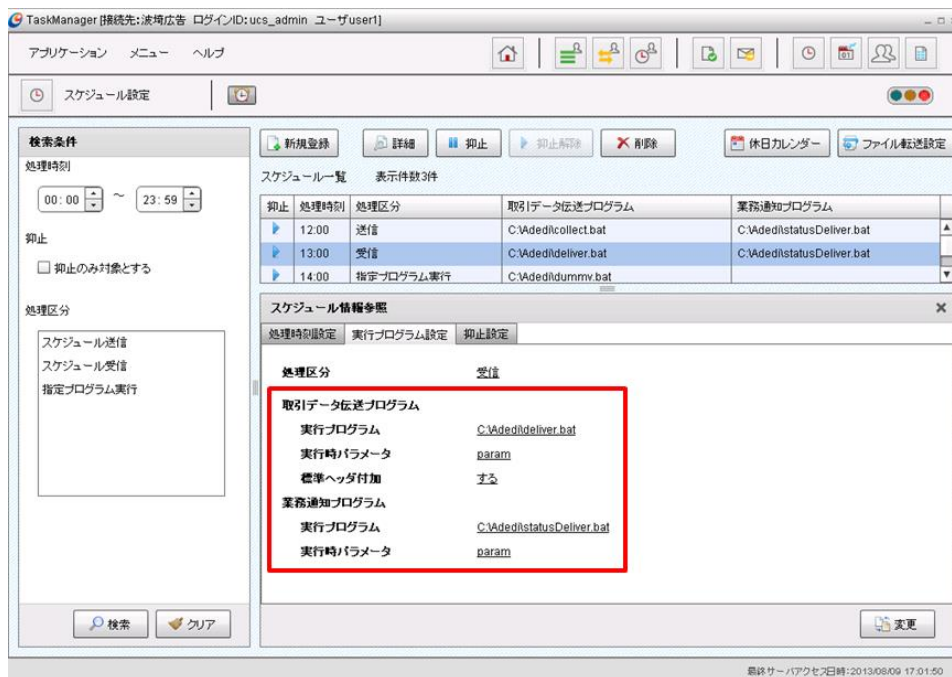 TaskManager [接続先:波埼広告 ログインID:ucs_admin ユーザuser1]
アプリケーション メニュー ヘルプ
スケジュール設定
検索条件
処理時刻
00:00 ~ 23:59
抑止
抑止のみ対象とする
処理区分
スケジュール送信
スケジュール受信
指定プログラム実行
検索 クリア
新規登録 詳細 抑止 抑止解除 削除 休日カレンダー ファイル転送設定
スケジュール一覧 表示件数3件
抑止 処理時刻 処理区分 取引データ伝送プログラム 業務通知プログラム
12:00 送信 C:\Adedi\collect.bat C:\Adedi\statusDeliver.bat
13:00 受信 C:\Adedi\deliver.bat C:\Adedi\statusDeliver.bat
14:00 指定プログラム実行 C:\Adedi\dummy.bat
スケジュール情報参照
処理時刻設定 実行プログラム設定 抑止設定
処理区分 受信
取引データ伝送プログラム
実行プログラム C:\Adedi\deliver.bat
実行時パラメータ param
標準ヘッダ付加 する
業務通知プログラム
実行プログラム C:\Adedi\statusDeliver.bat
実行時パラメータ param
変更
最終サーバアクセス日時:2013/08/09 17:01:50